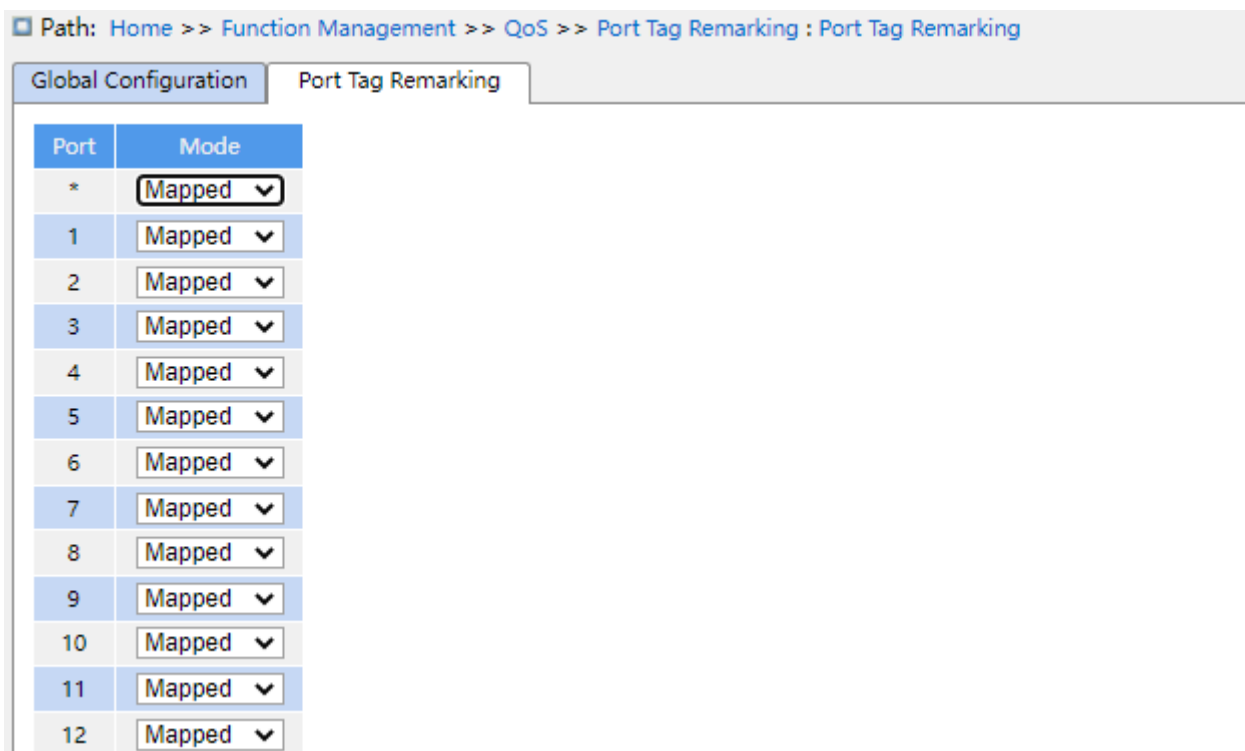 Path: Home >> Function Management >> QoS >> Port Tag Remarking : Port Tag Remarking
Global Configuration Port Tag Remarking
Port Mode
* Mapped
1 Mapped
2 Mapped
3 Mapped
4 Mapped
5 Mapped
6 Mapped
7 Mapped
8 Mapped
9 Mapped
10 Mapped
11 Mapped
12 Mapped